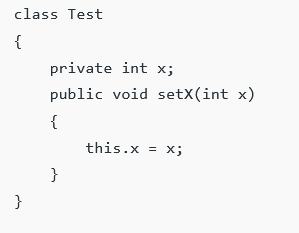 class Test
{
    private int x;
    public void setX(int x)
    {
        this.x = x;
    }
}